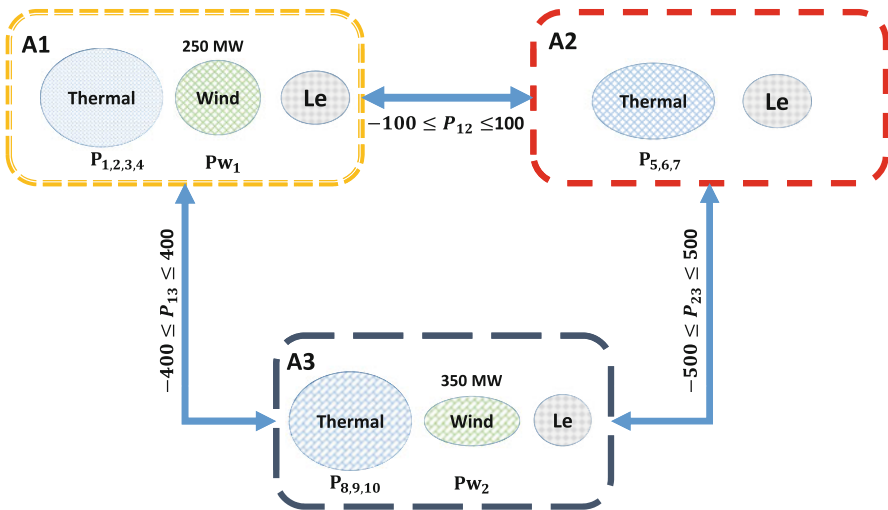 A1
250 MW
Thermal
Wind
Le
P₁,₂,₃,₄
Pw₁
−100 ≤ P₁₂ ≤100
A2
Thermal
Le
P₅,₆,₇
−400 ≤ P₁₃ ≤ 400
−500 ≤ P₂₃ ≤ 500
A3
350 MW
Thermal
Wind
Le
P₈,₉,₁₀
Pw₂